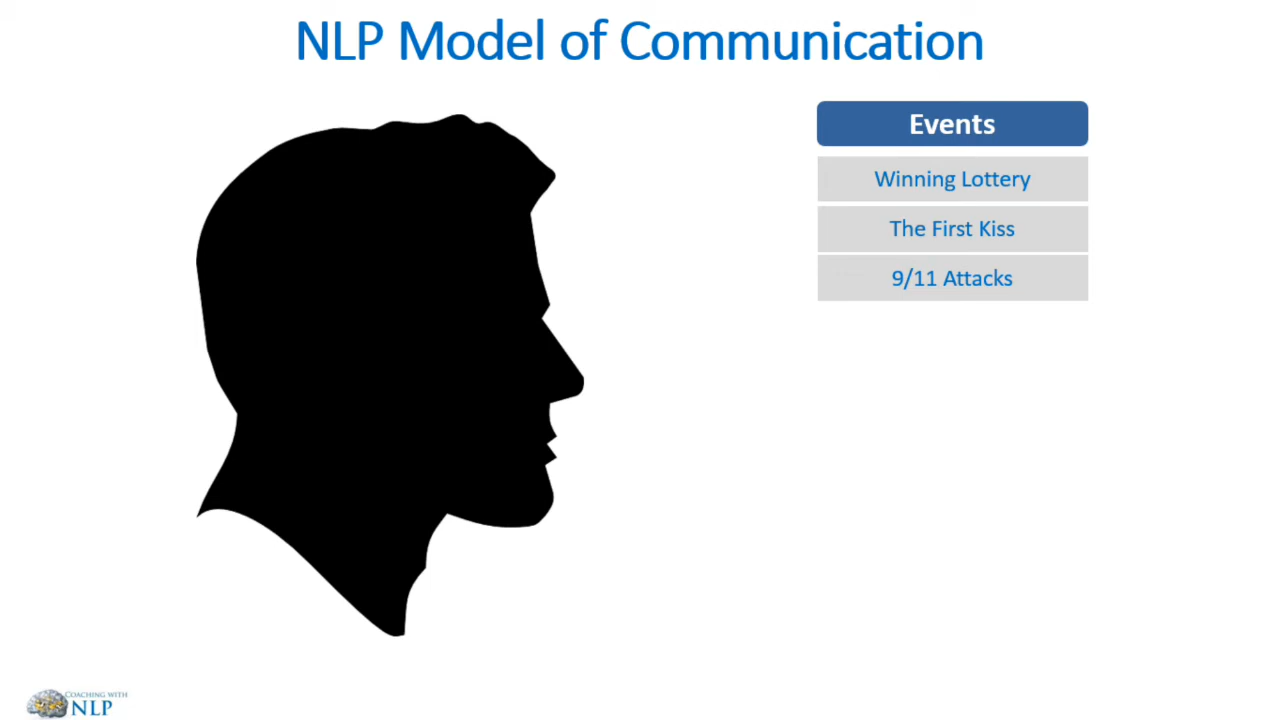 NLP Model of Communication
Events
Winning Lottery
The First Kiss
9/11 Attacks
COACHING WITH
NLP